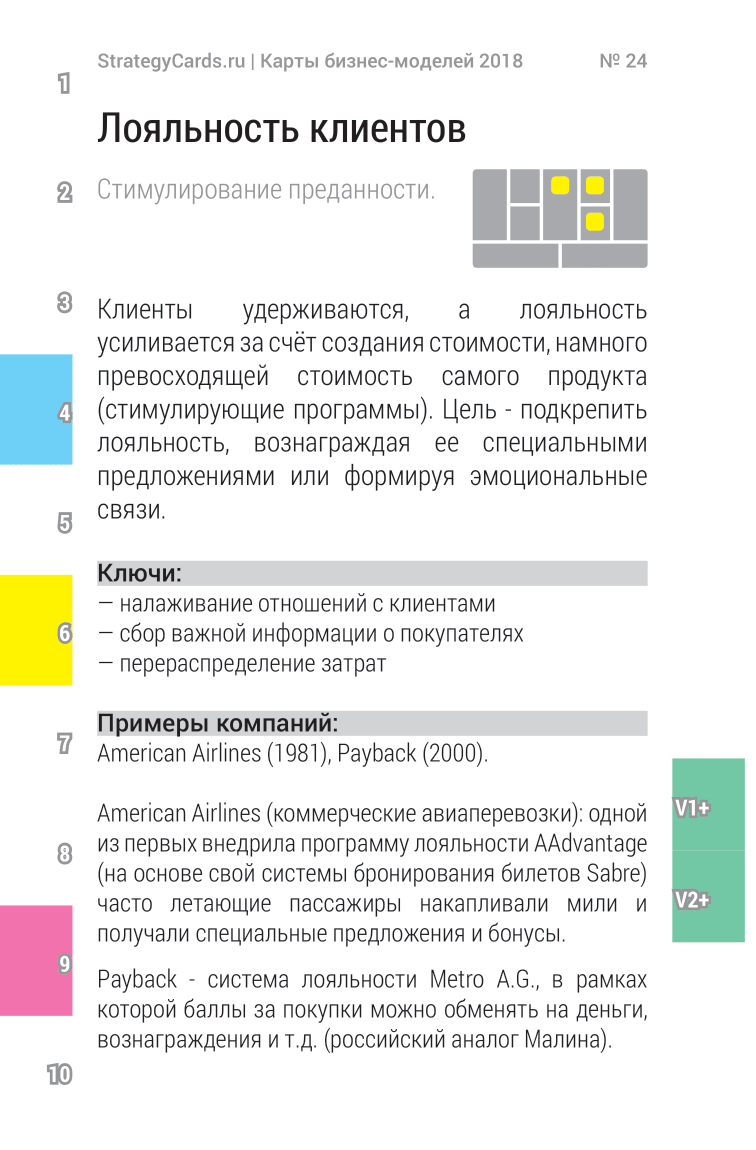 StrategyCards.ru | Карты бизнес-моделей 2018 № 24
1
Лояльность клиентов
2
Стимулирование преданности.
3
Клиенты удерживаются, а лояльность
усиливается за счёт создания стоимости, намного
превосходящей стоимость самого продукта
4
(стимулирующие программы). Цель - подкрепить
лояльность, вознаграждая ее специальными
предложениями или формируя эмоциональные
связи.
5
Ключи:
— налаживание отношений с клиентами
6
— сбор важной информации о покупателях
— перераспределение затрат
Примеры компаний:
7
American Airlines (1981), Payback (2000).
V1+
American Airlines (коммерческие авиаперевозки): одной
из первых внедрила программу лояльности AAdvantage
8
(на основе свой системы бронирования билетов Sabre)
часто летающие пассажиры накапливали мили и
V2+
получали специальные предложения и бонусы.
9
Payback - система лояльности Metro A.G., в рамках
которой баллы за покупки можно обменять на деньги,
вознаграждения и т.д. (российский аналог Малина).
10